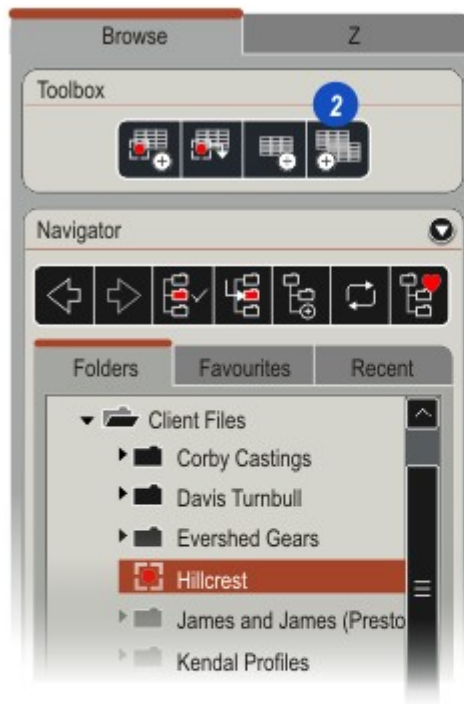 Browse Z
Toolbox
2
Navigator
Folders Favourites Recent
Client Files
Corby Castings
Davis Turnbull
Evershed Gears
Hillcrest
James and James (Presto
Kendal Profiles